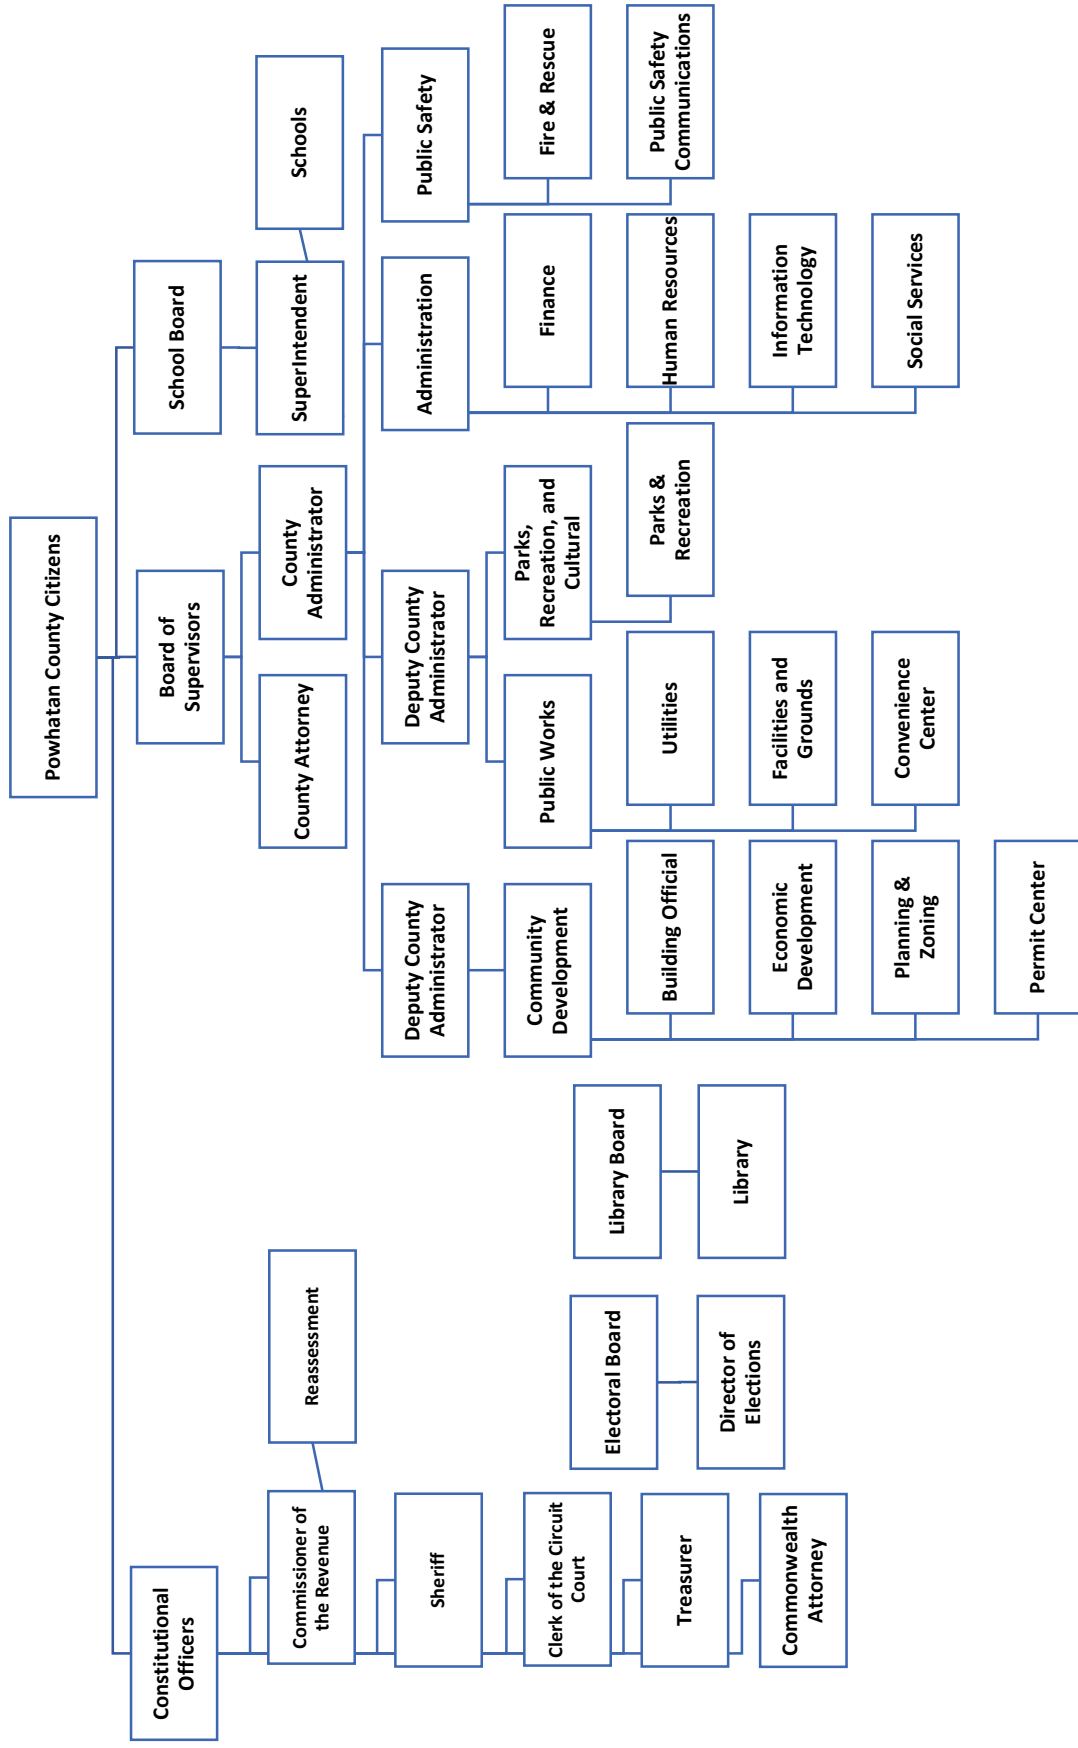 Powhatan County Citizens
Constitutional
Officers
Board of
Supervisors
School Board
Commissioner of
the Revenue
Reassessment
County Attorney
County
Administrator
SuperIntendent
Schools
Sheriff
Deputy County
Administrator
Deputy County
Administrator
Administration
Public Safety
Clerk of the Circuit
Court
Community
Development
Public Works
Parks,
Recreation, and
Cultural
Finance
Fire & Rescue
Electoral Board
Library Board
Treasurer
Building Official
Utilities
Parks &
Recreation
Human Resources
Public Safety
Communications
Director of
Elections
Library
Commonwealth
Attorney
Economic
Development
Facilities and
Grounds
Information
Technology
Planning &
Zoning
Convenience
Center
Social Services
Permit Center